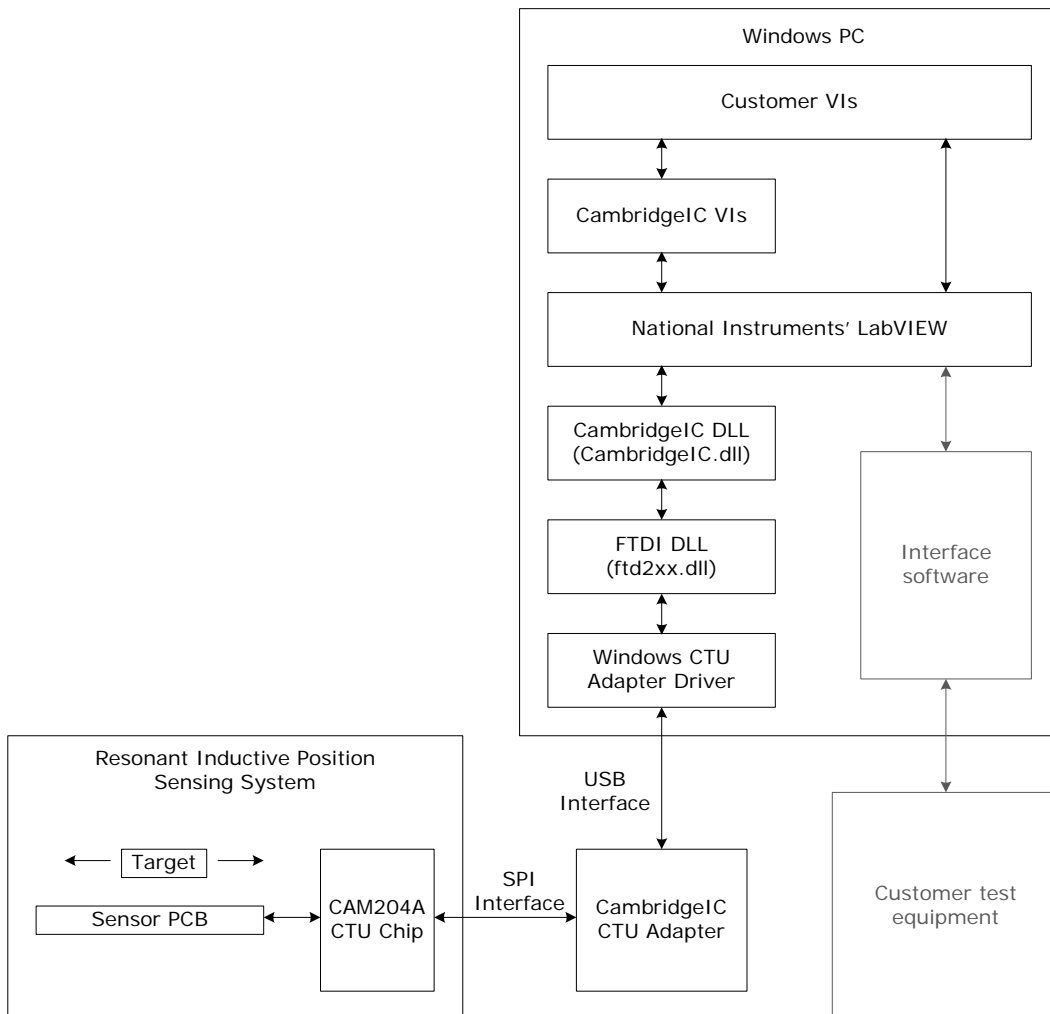 Windows PC
Customer VIs
CambridgeIC VIs
National Instruments' LabVIEW
CambridgeIC DLL
(CambridgeIC.dll)
FTDI DLL
(ftd2xx.dll)
Interface
software
Windows CTU
Adapter Driver
Resonant Inductive Position
Sensing System
USB
Interface
Target
Sensor PCB
CAM204A
CTU Chip
SPI
Interface
CambridgeIC
CTU Adapter
Customer test
equipment